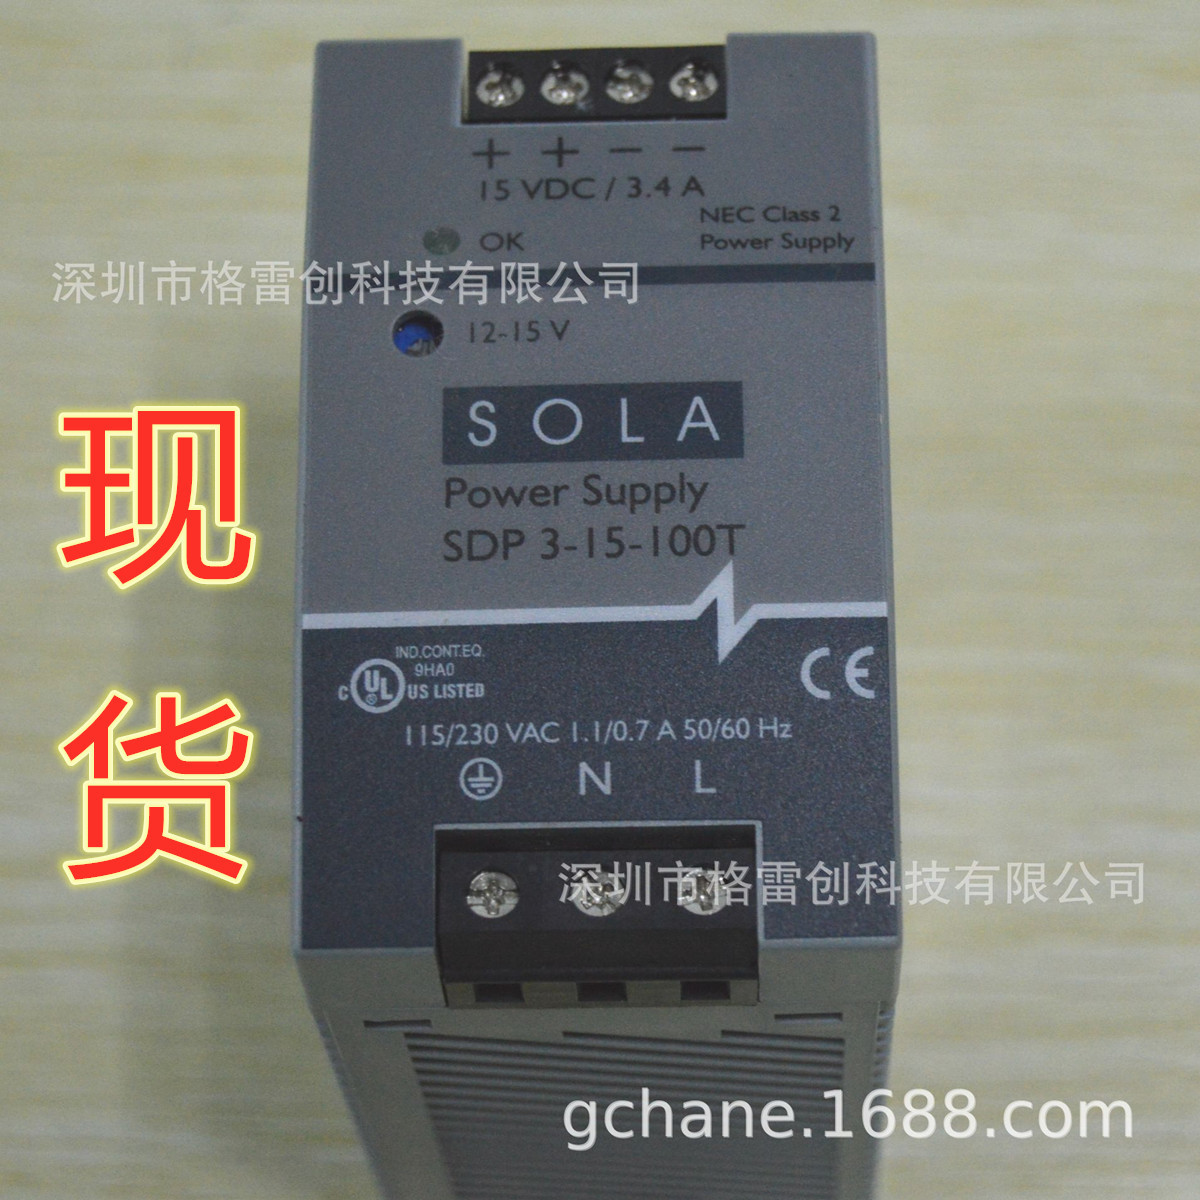 + + − −
15 VDC / 3.4 A
NEC Class 2
Power Supply
OK
深圳市格雷创科技有限公司
12-15 V
SOLA
现
货
Power Supply
SDP 3-15-100T
IND.CONT.EQ.
9HA0
C UL US LISTED
®
CE
115/230 VAC 1.1/0.7 A 50/60 Hz
N L
深圳市格雷创科技有限公司
gchane.1688.com